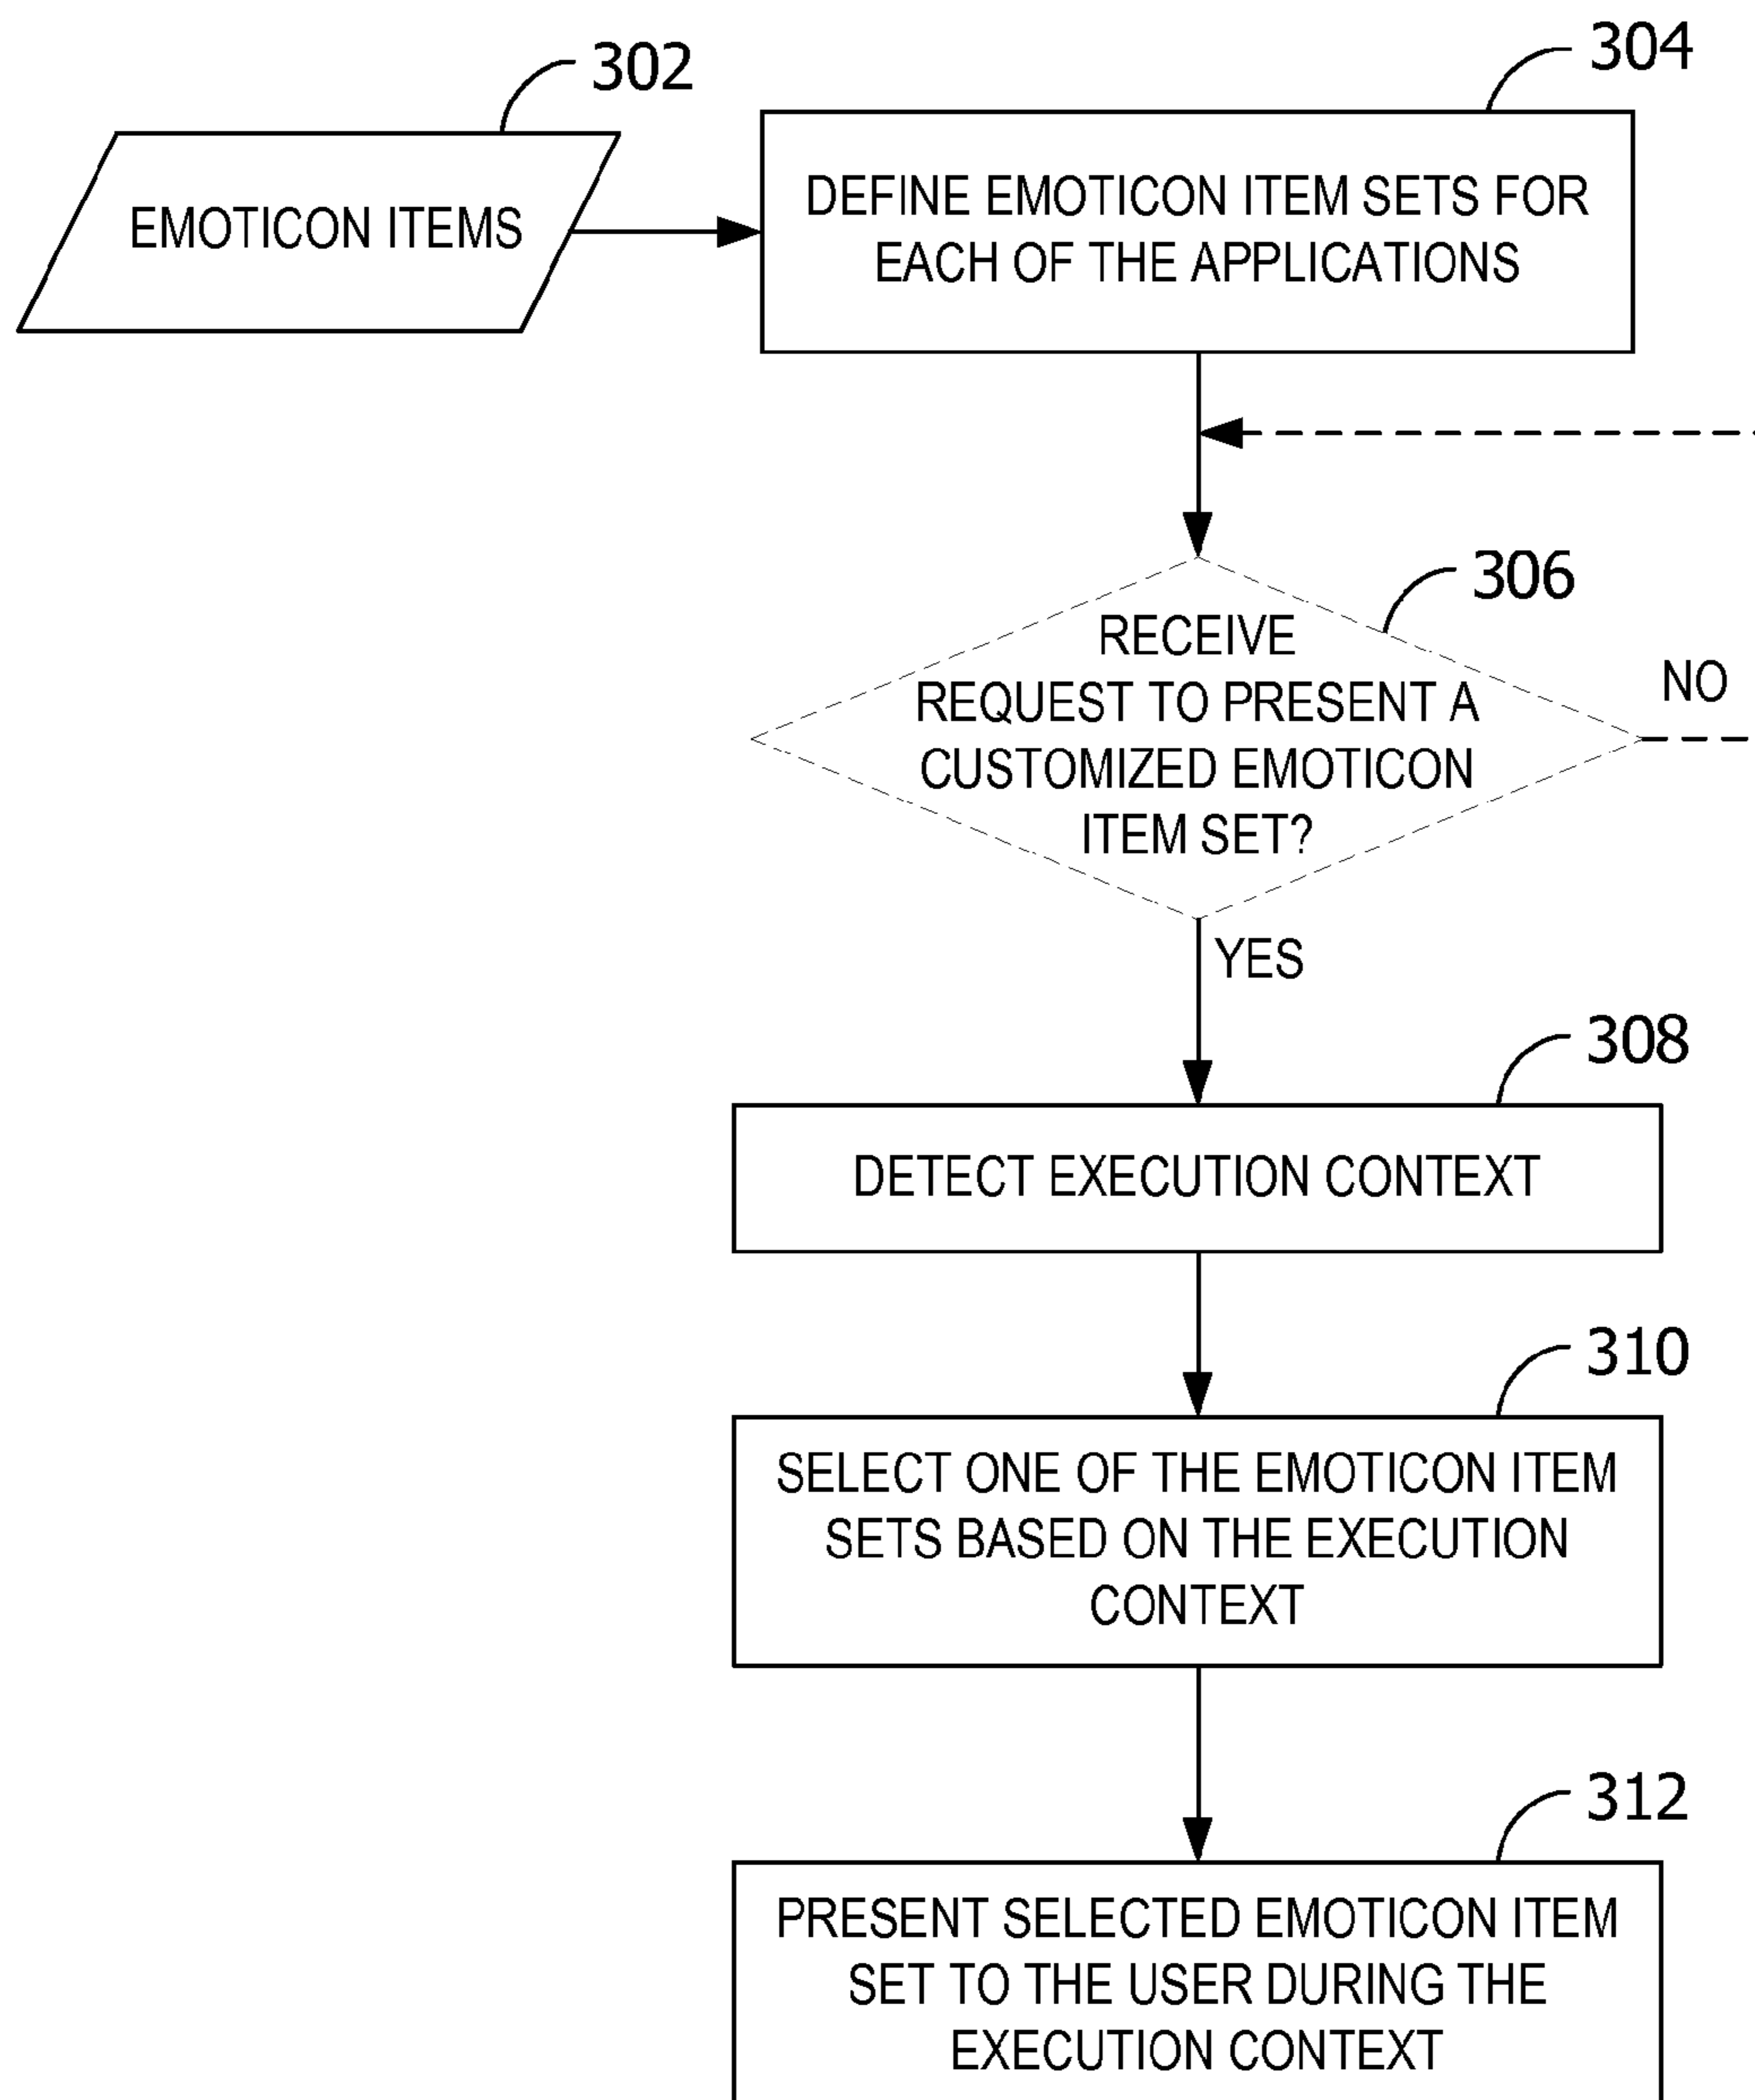 302
304
EMOTICON ITEMS
DEFINE EMOTICON ITEM SETS FOR
EACH OF THE APPLICATIONS
306
RECEIVE
REQUEST TO PRESENT A
CUSTOMIZED EMOTICON
ITEM SET?
NO
YES
308
DETECT EXECUTION CONTEXT
310
SELECT ONE OF THE EMOTICON ITEM
SETS BASED ON THE EXECUTION
CONTEXT
312
PRESENT SELECTED EMOTICON ITEM
SET TO THE USER DURING THE
EXECUTION CONTEXT